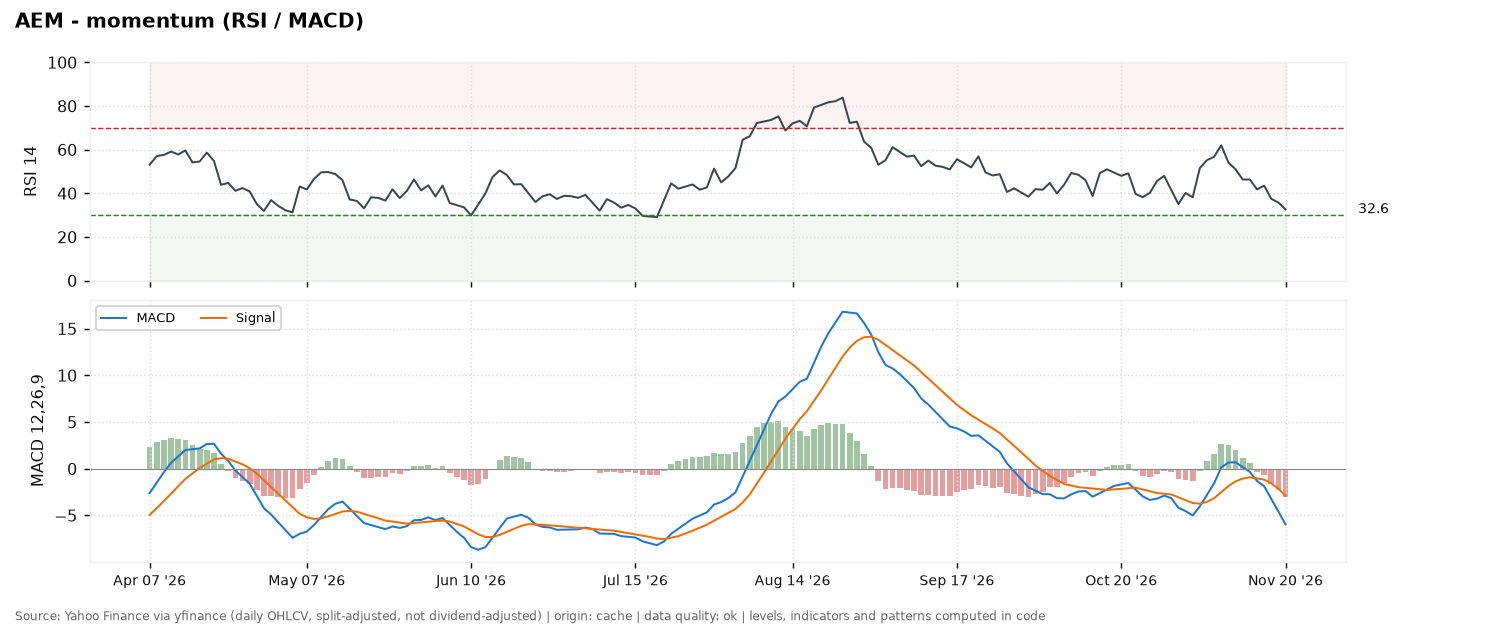 AEM - momentum (RSI / MACD)
100
80
60
40
20
0
RSI 14
32.6
MACD
Signal
15
10
5
0
−5
MACD 12,26,9
Apr 07 '26
May 07 '26
Jun 10 '26
Jul 15 '26
Aug 14 '26
Sep 17 '26
Oct 20 '26
Nov 20 '26
Source: Yahoo Finance via yfinance (daily OHLCV, split-adjusted, not dividend-adjusted) | origin: cache | data quality: ok | levels, indicators and patterns computed in code